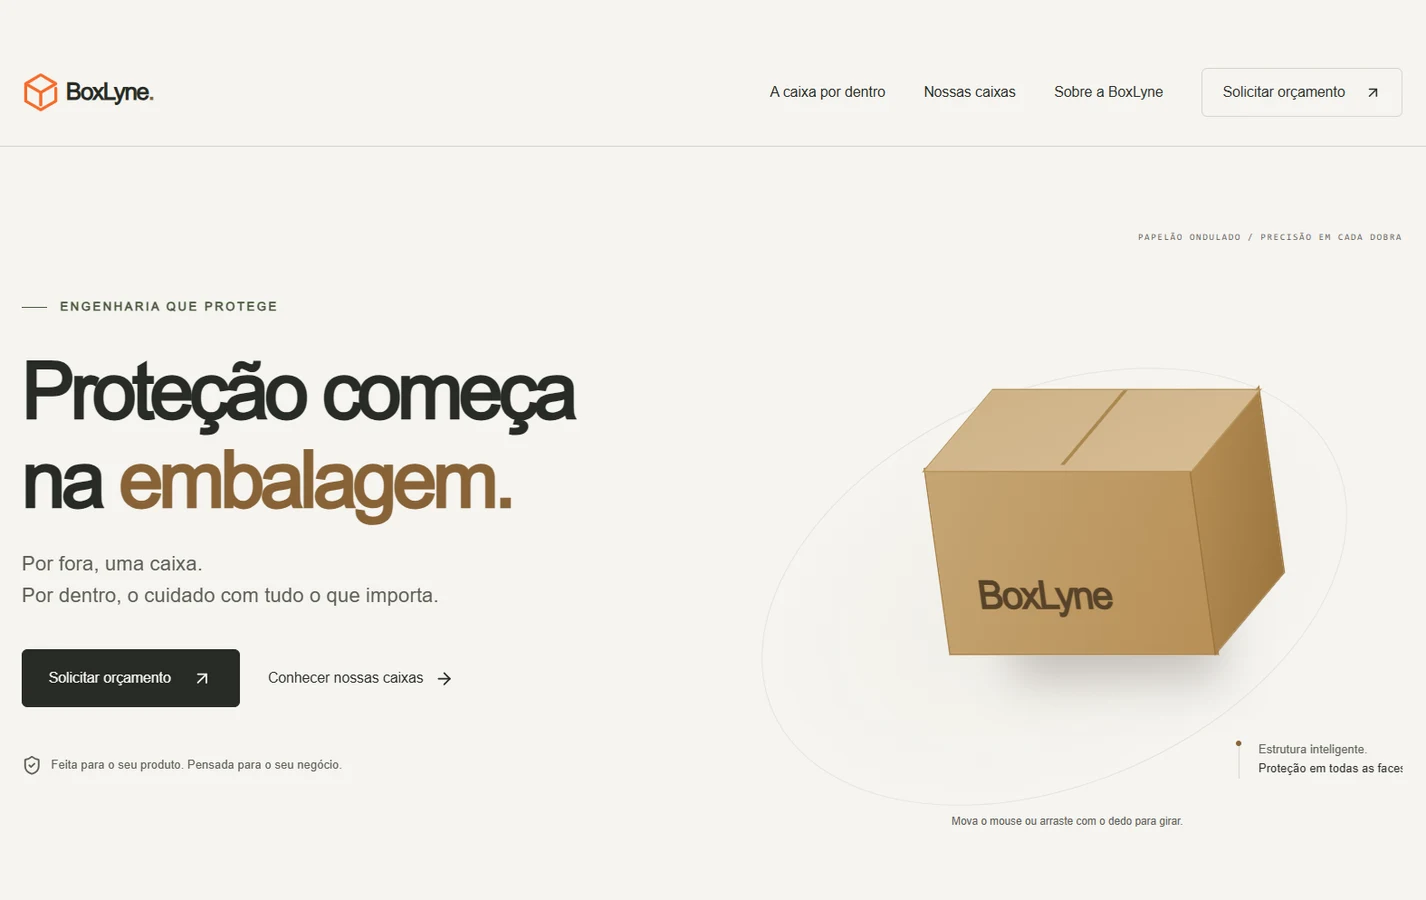 BoxLyne.
A caixa por dentro
Nossas caixas
Sobre a BoxLyne
Solicitar orçamento
PAPELÃO ONDULADO / PRECISÃO EM CADA DOBRA
ENGENHARIA QUE PROTEGE
Proteção começa
na embalagem.
Por fora, uma caixa.
Por dentro, o cuidado com tudo o que importa.
Solicitar orçamento
Conhecer nossas caixas
Feita para o seu produto. Pensada para o seu negócio.
BoxLyne
Estrutura inteligente.
Proteção em todas as faces
Mova o mouse ou arraste com o dedo para girar.